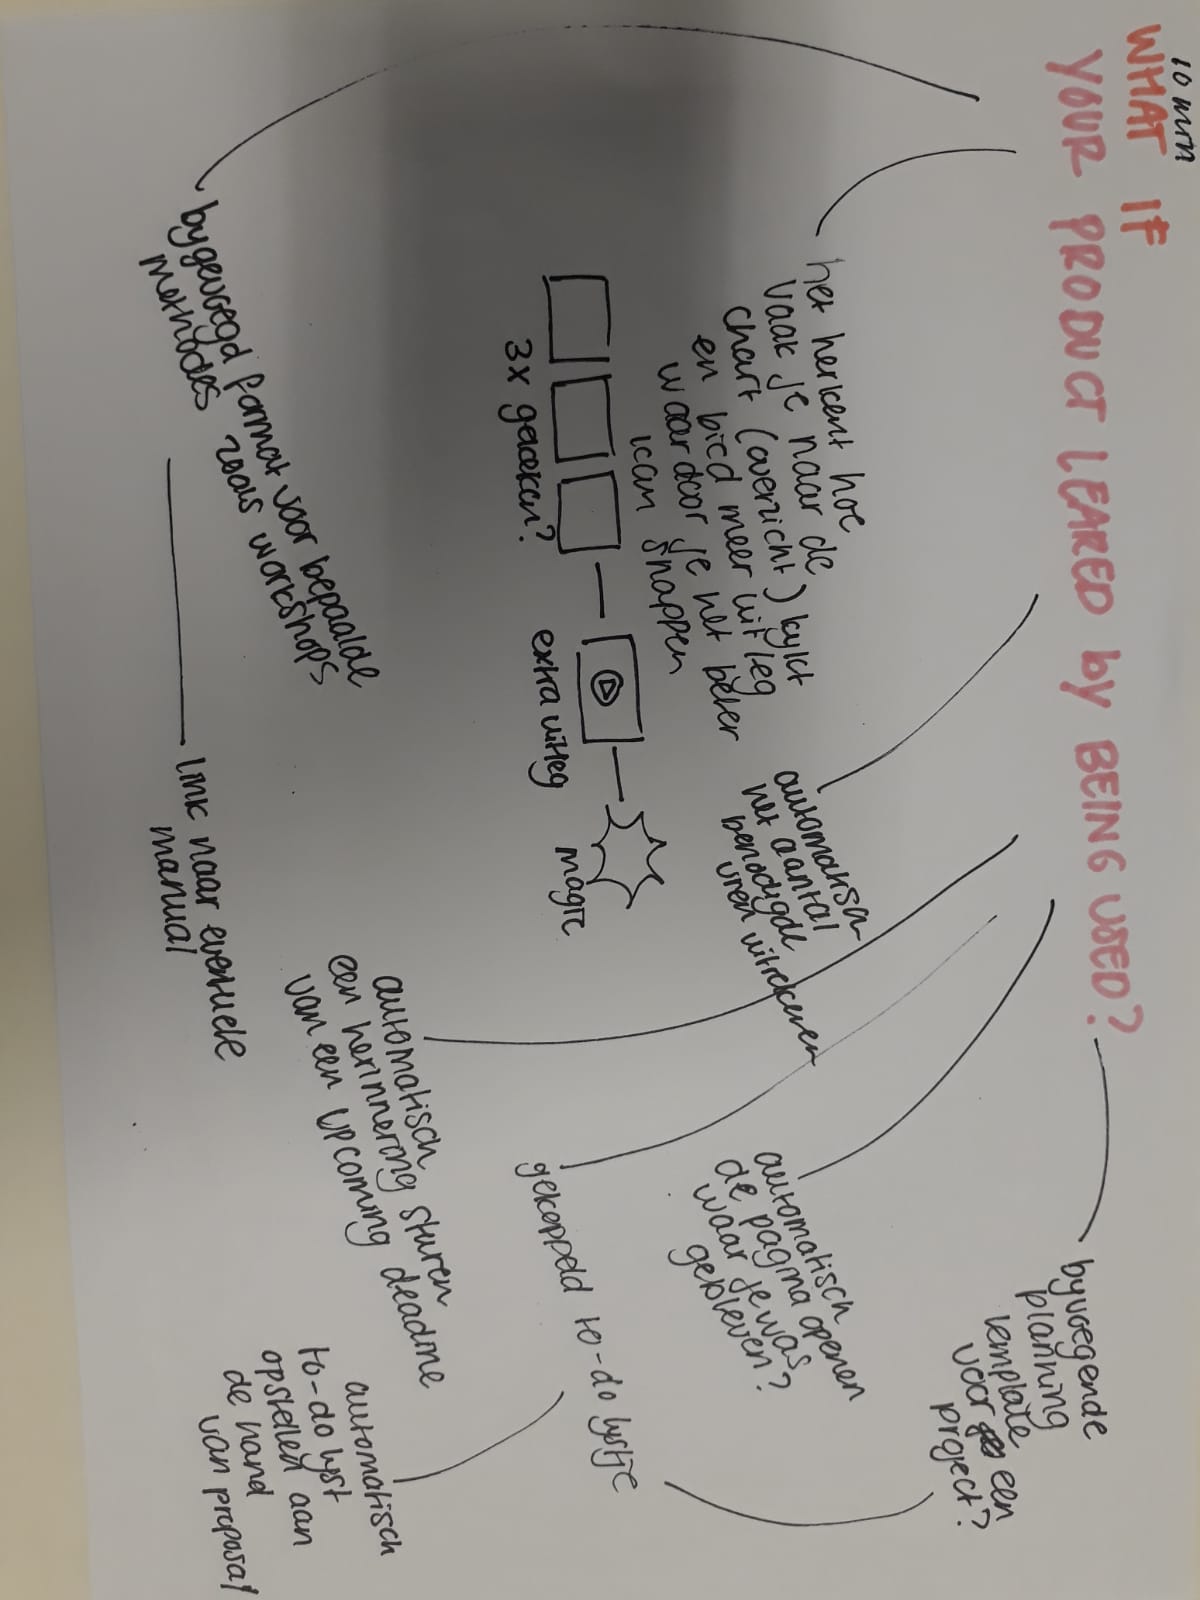 10 min
WHAT IF
YOUR PRODUCT LEARED by BEING USED?
bijgevoegd format voor bepaalde
methodes zoals workshops
link naar eventuele
manual
het herkent hoe
vaak je naar de
chart (overzicht) kijkt
en bied meer uitleg
waardoor je het beter
kan snappen
3x gekeken?
extra uitleg
magic
automatisch
het aantal
benodigde
uren uitrekenen
automatisch
een herinnering sturen
van een upcoming deadline
gekoppeld to-do lijstje
automatisch
to-do lijst
opstellen aan
de hand
van proposal
automatisch
de pagina openen
waar je was
gebleven?
bijvoegende
planning
template
voor een
project?